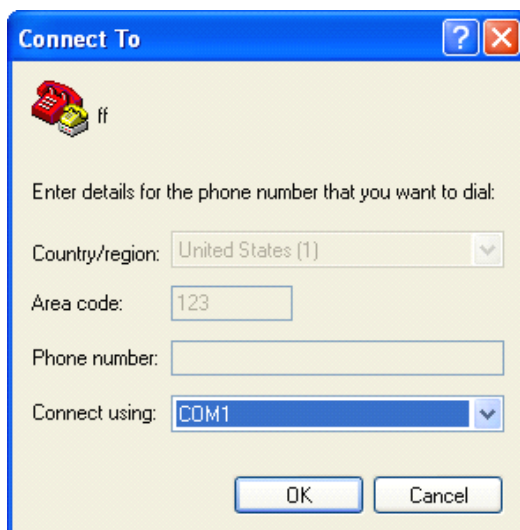 Connect To
ff
Enter details for the phone number that you want to dial:
Country/region: United States (1)
Area code: 123
Phone number:
Connect using: COM1
OK Cancel